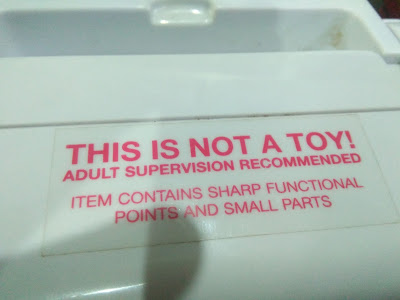 THIS IS NOT A TOY!
ADULT SUPERVISION RECOMMENDED
ITEM CONTAINS SHARP FUNCTIONAL
POINTS AND SMALL PARTS